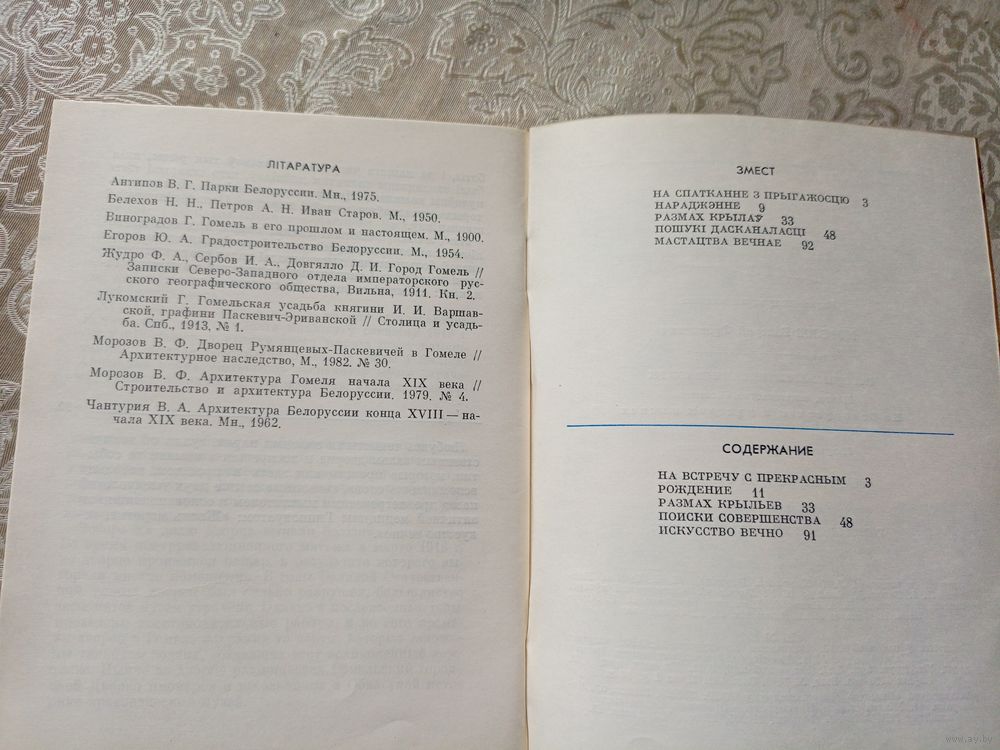 ЛІТАРАТУРА
Антипов В. Г. Парки Белоруссии. Мн., 1975.
Белехов Н. Н., Петров А. Н. Иван Старов. М., 1950.
Виноградов Г. Гомель в его прошлом и настоящем. М., 1900.
Егоров Ю. А. Градостроительство Белоруссии. М., 1954.
Жудро Ф. А., Сербов И. А., Довгялло Д. И. Город Гомель //
Записки Северо-Западного отдела императорского рус-
ского географического общества, Вильна, 1911. Кн. 2.
Лукомский Г. Гомельская усадьба княгини И. И. Варшав-
ской, графини Паскевич-Эриванской // Столица и усадь-
ба. Спб., 1913, № 1.
Морозов В. Ф. Дворец Румянцевых-Паскевичей в Гомеле //
Архитектурное наследство, М., 1982. № 30.
Морозов В. Ф. Архитектура Гомеля начала XIX века //
Строительство и архитектура Белоруссии. 1979. № 4.
Чантурия В. А. Архитектура Белоруссии конца XVIII — на-
чала XIX века. Мн., 1962.
ЗМЕСТ
НА СПАТКАННЕ З ПРЫГАЖОСЦЮ 3
НАРАДЖЭННЕ 9
РАЗМАХ КРЫЛАЎ 33
ПОШУКІ ДАСКАНАЛАСЦІ 48
МАСТАЦТВА ВЕЧНАЕ 92
СОДЕРЖАНИЕ
НА ВСТРЕЧУ С ПРЕКРАСНЫМ 3
РОЖДЕНИЕ 11
РАЗМАХ КРЫЛЬЕВ 33
ПОИСКИ СОВЕРШЕНСТВА 48
ИСКУССТВО ВЕЧНО 91
www.ay.by